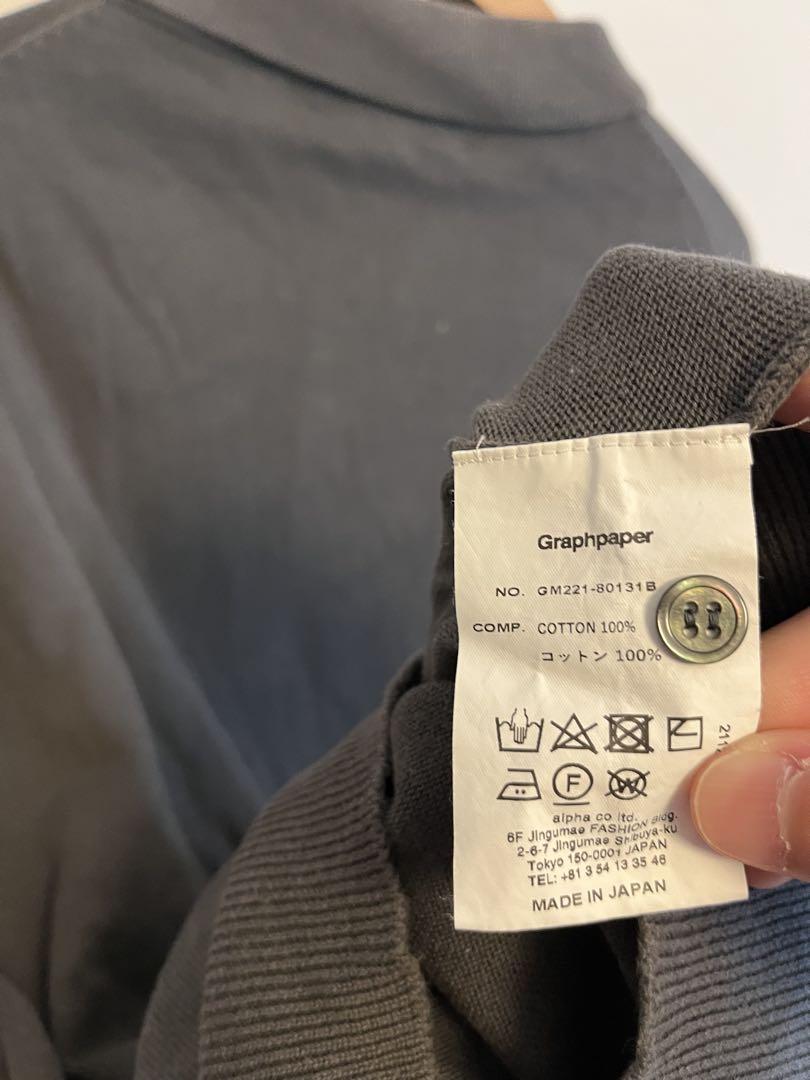 Graphpaper
NO. GM221-80131B
COMP. COTTON 100%
コットン 100%
F
W
alpha co ltd.
6F Jingumae FASHION Bldg.
2-6-7 Jingumae Shibuya-ku
Tokyo 150-0001 JAPAN
TEL: +81 3 54 13 35 46
MADE IN JAPAN